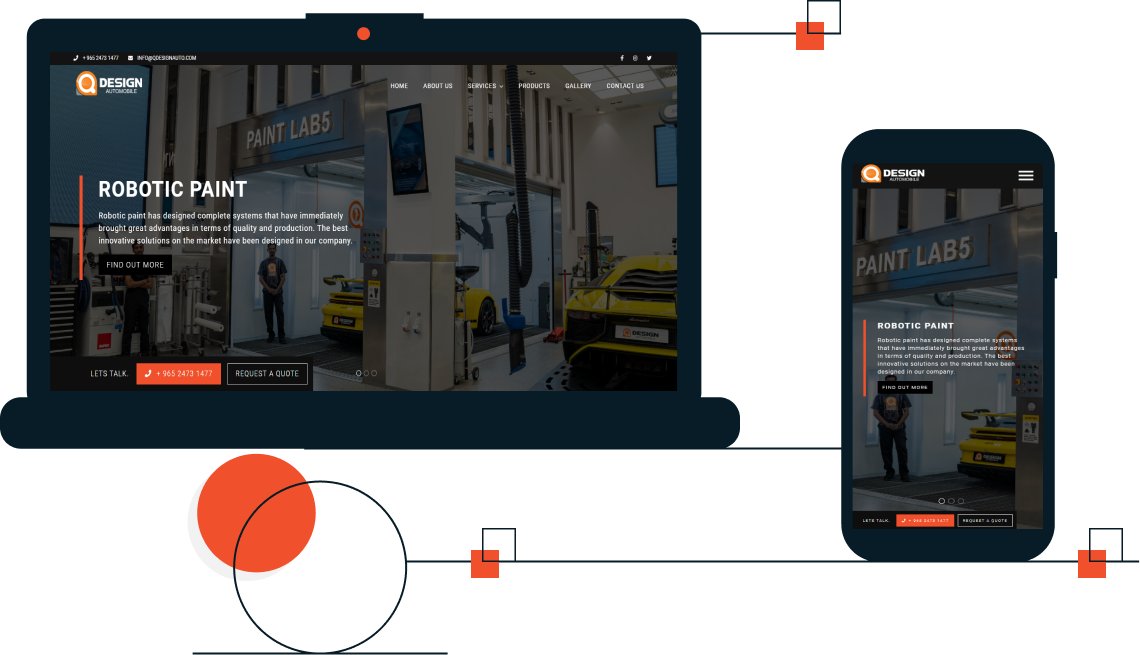 + 965 2473 1477 INFO@QDESIGNAUTO.COM
DESIGN
AUTOMOBILE
HOME ABOUT US SERVICES PRODUCTS GALLERY CONTACT US
PAINT LAB5
ROBOTIC PAINT
Robotic paint has designed complete systems that have immediately
brought great advantages in terms of quality and production. The best
innovative solutions on the market have been designed in our company.
FIND OUT MORE
DESIGN
LETS TALK. + 965 2473 1477 REQUEST A QUOTE
DESIGN
AUTOMOBILE
PAINT LAB5
ROBOTIC PAINT
Robotic paint has designed complete systems
that have immediately brought great advantages
in terms of quality and production. The best
innovative solutions on the market have been
designed in our company.
FIND OUT MORE
DESIGN
LETS TALK. + 965 2473 1477 REQUEST A QUOTE